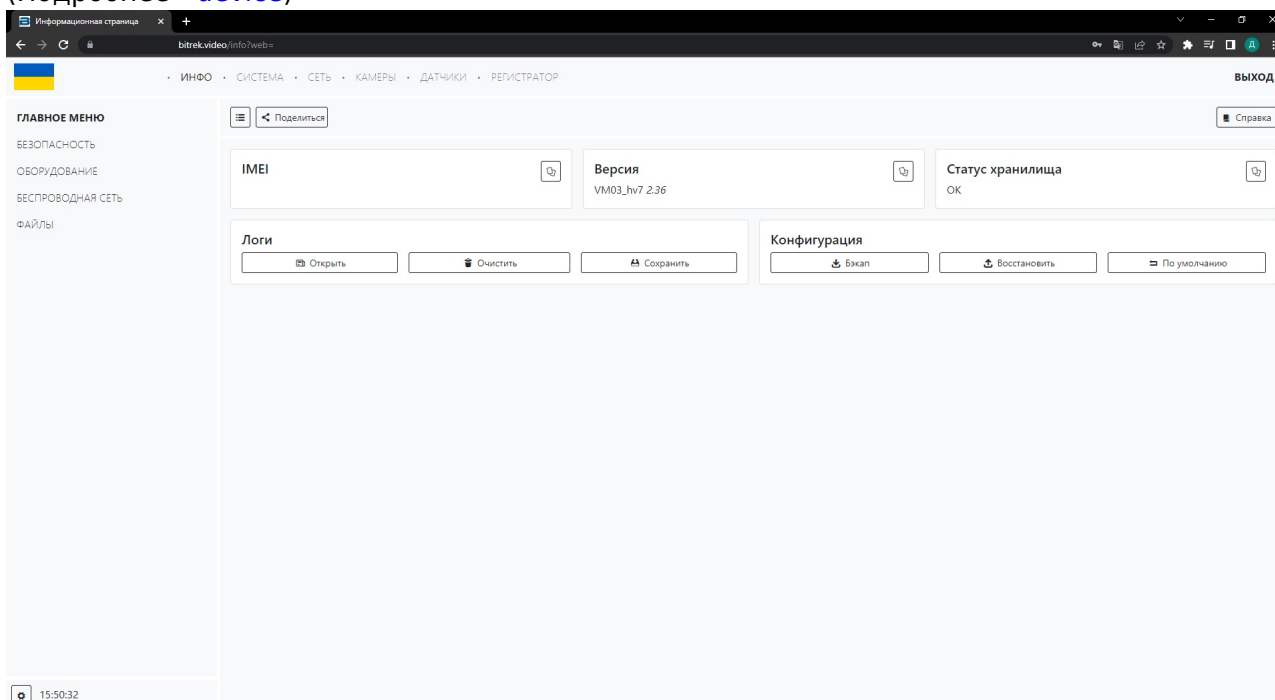 (Подробнее - device)
Информационная страница
bitrek.video/info?web=
Д
• ИНФО • СИСТЕМА • СЕТЬ • КАМЕРЫ • ДАТЧИКИ • РЕГИСТРАТОР
ВЫХОД
ГЛАВНОЕ МЕНЮ
БЕЗОПАСНОСТЬ
ОБОРУДОВАНИЕ
БЕСПРОВОДНАЯ СЕТЬ
ФАЙЛЫ
Поделиться
Справка
IMEI
Версия
VM03_hv7 2.36
Статус хранилища
OK
Логи
Открыть Очистить Сохранить
Конфигурация
Бэкап Восстановить По умолчанию
15:50:32